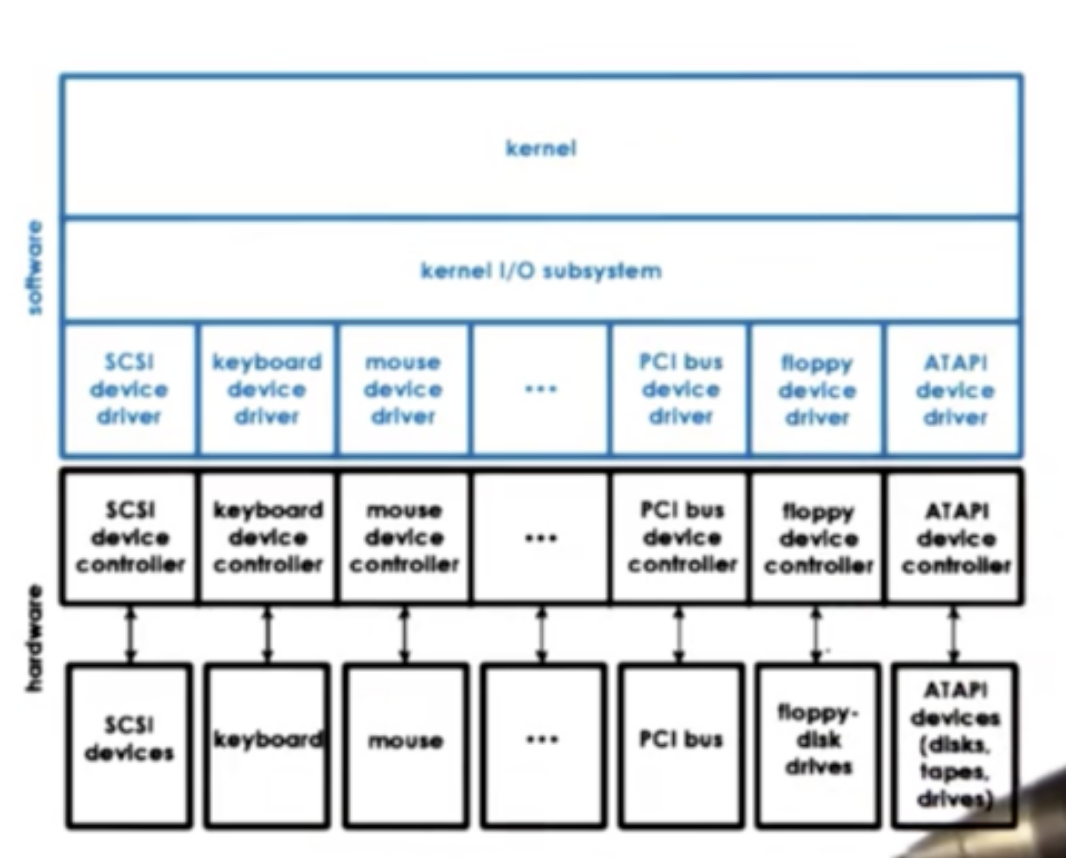 kernel
software
kernel I/O subsystem
SCSI
device
driver
keyboard
device
driver
mouse
device
driver
...
PCI bus
device
driver
floppy
device
driver
ATAPI
device
driver
hardware
SCSI
device
controller
keyboard
device
controller
mouse
device
controller
...
PCI bus
device
controller
floppy
device
controller
ATAPI
device
controller
SCSI
devices
keyboard
mouse
...
PCI bus
floppy-
disk
drives
ATAPI
devices
(disks,
tapes,
drives)